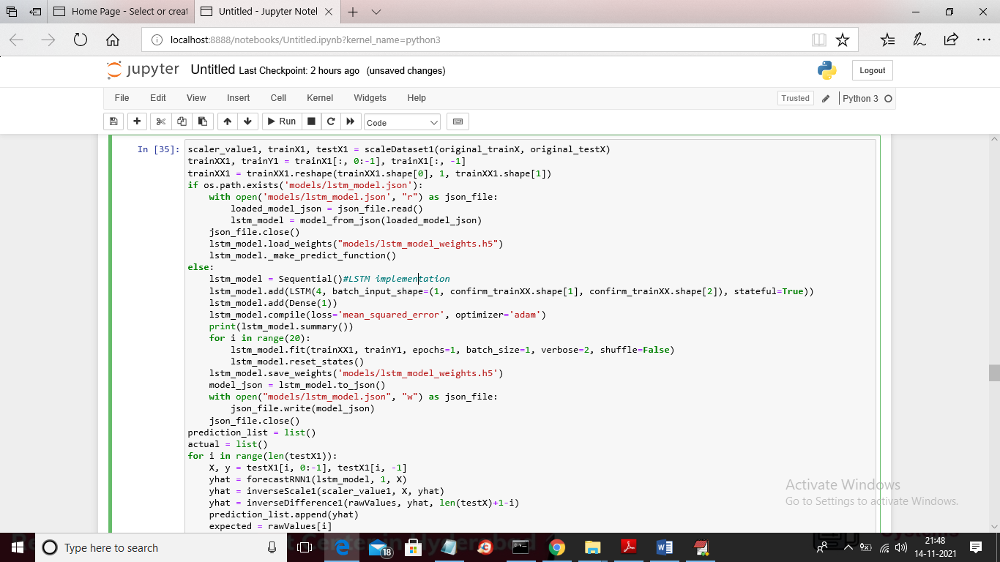 Home Page - Select or creat
Untitled - Jupyter Notel
localhost:8888/notebooks/Untitled.ipynb?kernel_name=python3
jupyter Untitled Last Checkpoint: 2 hours ago (unsaved changes)
Logout
File Edit View Insert Cell Kernel Widgets Help
Trusted
Python 3
Run
Code
In [35]:
scaler_value1, trainX1, testX1 = scaleDataset1(original_trainX, original_testX)
trainXX1, trainY1 = trainX1[:, 0:-1], trainX1[:, -1]
trainXX1 = trainXX1.reshape(trainXX1.shape[0], 1, trainXX1.shape[1])
if os.path.exists('models/lstm_model.json'):
    with open('models/lstm_model.json', "r") as json_file:
        loaded_model_json = json_file.read()
        lstm_model = model_from_json(loaded_model_json)
    json_file.close()
    lstm_model.load_weights("models/lstm_model_weights.h5")
    lstm_model._make_predict_function()
else:
    lstm_model = Sequential()#LSTM implementation
    lstm_model.add(LSTM(4, batch_input_shape=(1, confirm_trainXX.shape[1], confirm_trainXX.shape[2]), stateful=True))
    lstm_model.add(Dense(1))
    lstm_model.compile(loss='mean_squared_error', optimizer='adam')
    print(lstm_model.summary())
    for i in range(20):
        lstm_model.fit(trainXX1, trainY1, epochs=1, batch_size=1, verbose=2, shuffle=False)
        lstm_model.reset_states()
    lstm_model.save_weights('models/lstm_model_weights.h5')
    model_json = lstm_model.to_json()
    with open("models/lstm_model.json", "w") as json_file:
        json_file.write(model_json)
    json_file.close()
prediction_list = list()
actual = list()
for i in range(len(testX1)):
    X, y = testX1[i, 0:-1], testX1[i, -1]
    yhat = forecastRNN1(lstm_model, 1, X)
    yhat = inverseScale1(scaler_value1, X, yhat)
    yhat = inverseDifference1(rawValues, yhat, len(testX)+1-i)
    prediction_list.append(yhat)
    expected = rawValues[i]
Activate Windows
Go to Settings to activate Windows.
Type here to search
18
21:48
14-11-2021